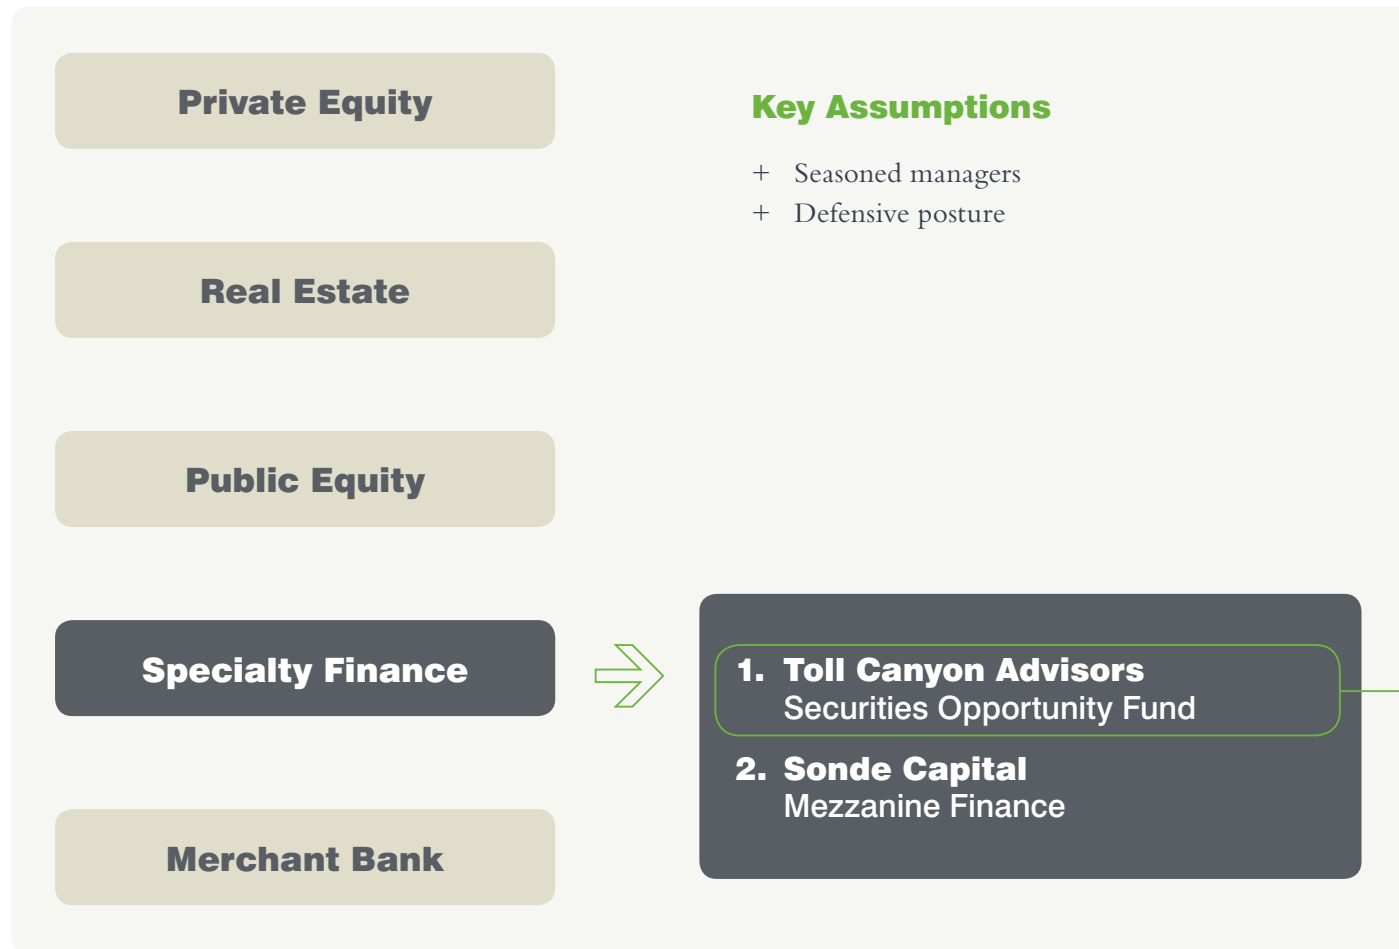 Private Equity
Real Estate
Public Equity
Specialty Finance
Merchant Bank
Key Assumptions
+ Seasoned managers
+ Defensive posture
1. Toll Canyon Advisors
Securities Opportunity Fund
2. Sonde Capital
Mezzanine Finance